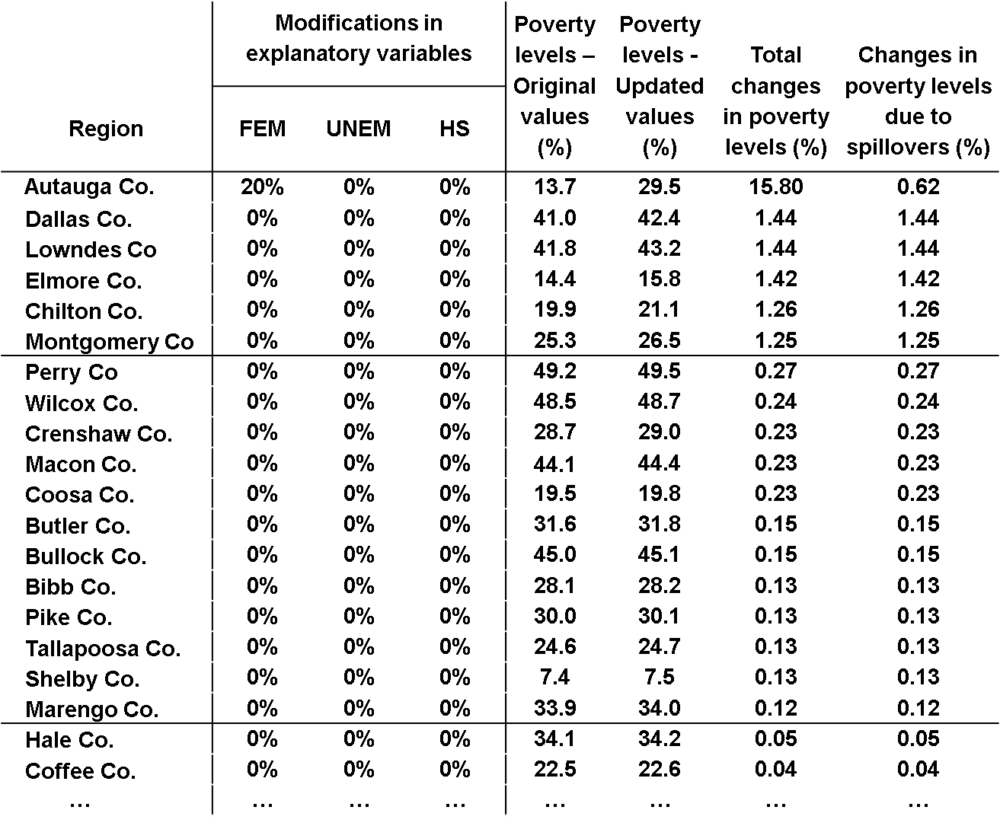 Modifications in explanatory variables
Poverty levels – Original values (%)
Poverty levels - Updated values (%)
Total changes in poverty levels (%)
Changes in poverty levels due to spillovers (%)
Region FEM UNEM HS
Autauga Co. 20% 0% 0% 13.7 29.5 15.80 0.62
Dallas Co. 0% 0% 0% 41.0 42.4 1.44 1.44
Lowndes Co 0% 0% 0% 41.8 43.2 1.44 1.44
Elmore Co. 0% 0% 0% 14.4 15.8 1.42 1.42
Chilton Co. 0% 0% 0% 19.9 21.1 1.26 1.26
Montgomery Co 0% 0% 0% 25.3 26.5 1.25 1.25
Perry Co 0% 0% 0% 49.2 49.5 0.27 0.27
Wilcox Co. 0% 0% 0% 48.5 48.7 0.24 0.24
Crenshaw Co. 0% 0% 0% 28.7 29.0 0.23 0.23
Macon Co. 0% 0% 0% 44.1 44.4 0.23 0.23
Coosa Co. 0% 0% 0% 19.5 19.8 0.23 0.23
Butler Co. 0% 0% 0% 31.6 31.8 0.15 0.15
Bullock Co. 0% 0% 0% 45.0 45.1 0.15 0.15
Bibb Co. 0% 0% 0% 28.1 28.2 0.13 0.13
Pike Co. 0% 0% 0% 30.0 30.1 0.13 0.13
Tallapoosa Co. 0% 0% 0% 24.6 24.7 0.13 0.13
Shelby Co. 0% 0% 0% 7.4 7.5 0.13 0.13
Marengo Co. 0% 0% 0% 33.9 34.0 0.12 0.12
Hale Co. 0% 0% 0% 34.1 34.2 0.05 0.05
Coffee Co. 0% 0% 0% 22.5 22.6 0.04 0.04
... ... ... ... ... ... ... ...